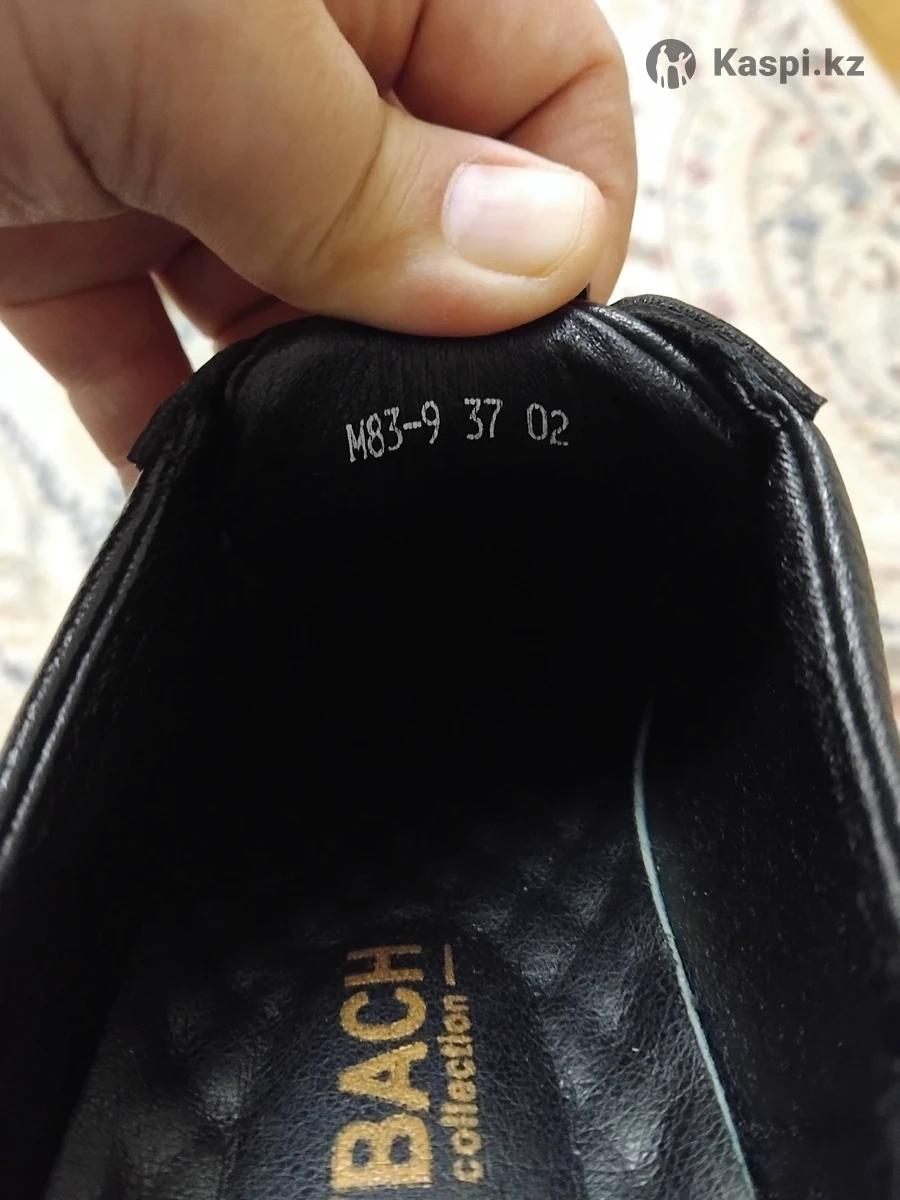 Kaspi.kz
M83-9 37 02
BACH
collection